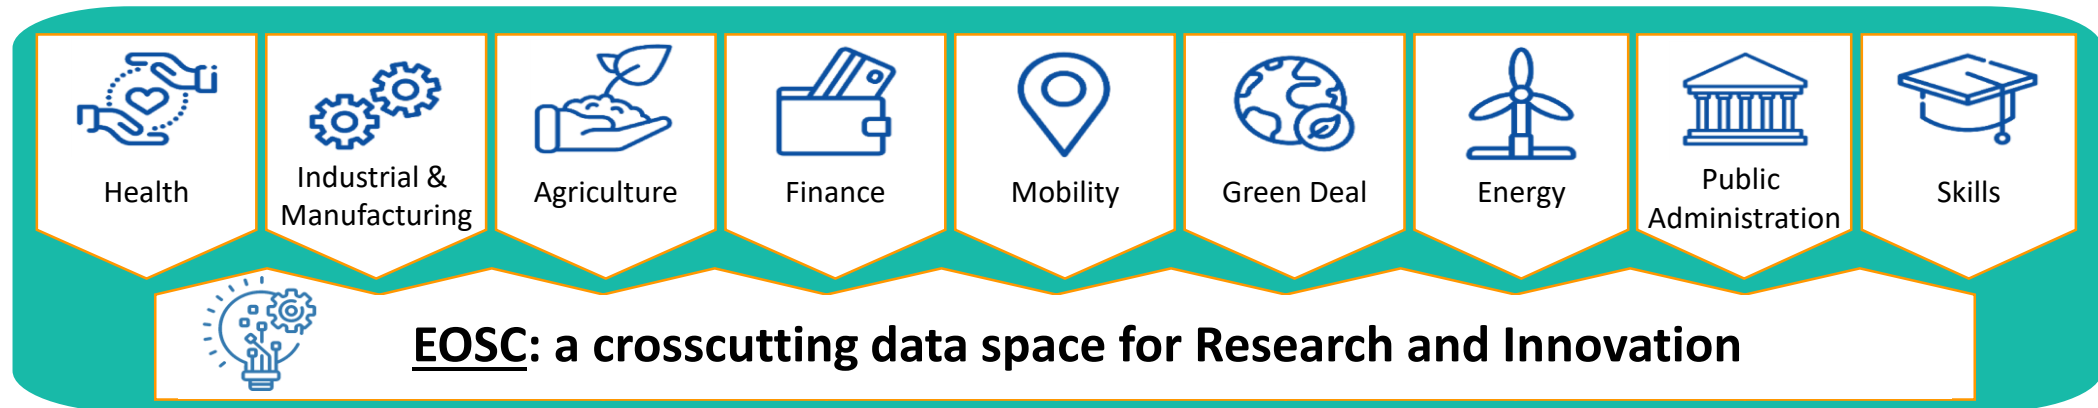 Health
Industrial &
Manufacturing
Agriculture
Finance
Mobility
Green Deal
Energy
Public
Administration
Skills
EOSC: a crosscutting data space for Research and Innovation